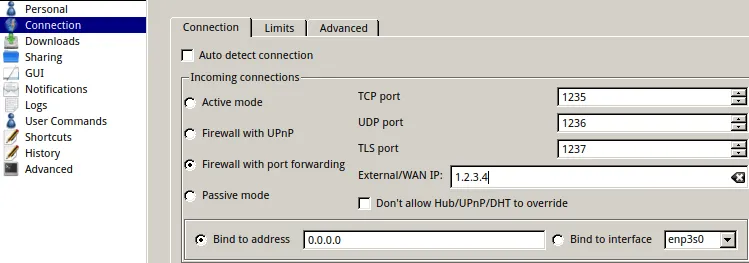 Personal
Connection
Downloads
Sharing
GUI
Notifications
Logs
User Commands
Shortcuts
History
Advanced
Connection Limits Advanced
Auto detect connection
Incoming connections
Active mode
Firewall with UPnP
Firewall with port forwarding
Passive mode
TCP port 1235
UDP port 1236
TLS port 1237
External/WAN IP: 1.2.3.4
Don't allow Hub/UPnP/DHT to override
Bind to address 0.0.0.0 Bind to interface enp3s0